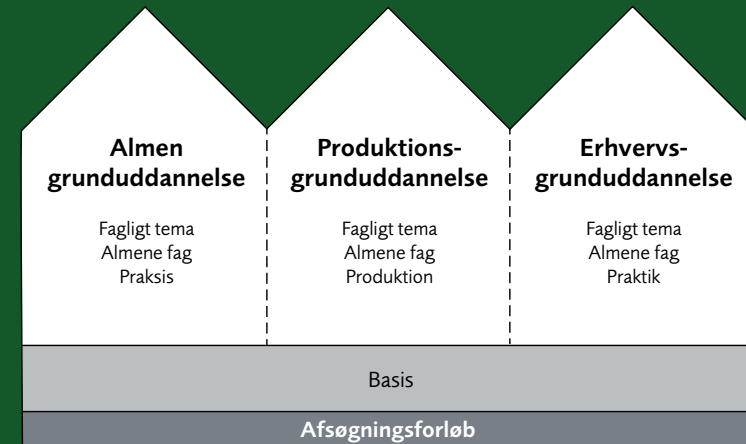 Almen
grunduddannelse
Fagligt tema
Almene fag
Praksis
Produktions-
grunduddannelse
Fagligt tema
Almene fag
Produktion
Erhvervs-
grunduddannelse
Fagligt tema
Almene fag
Praktik
Basis
Afsøgningsforløb